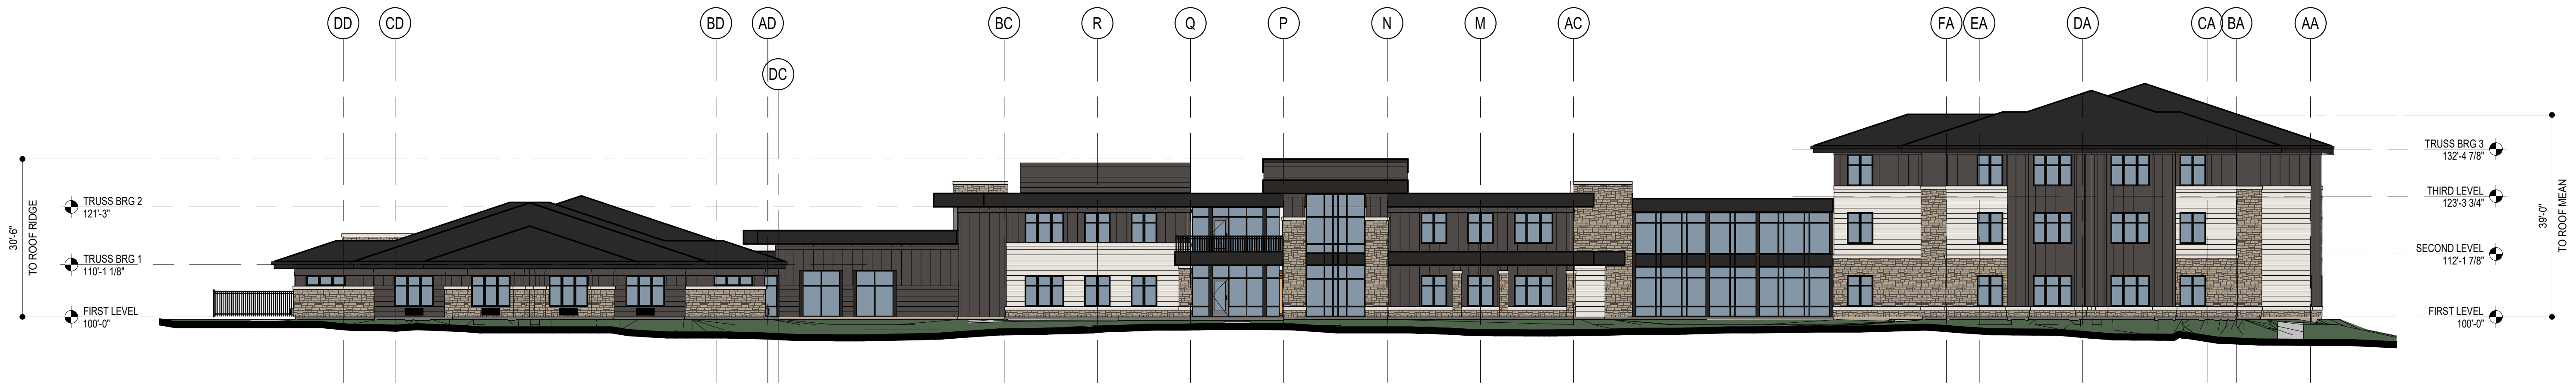 DD
CD
BD
AD
DC
BC
R
Q
P
N
M
AC
FA
EA
DA
CA
BA
AA
30'-6"
TO ROOF RIDGE
TRUSS BRG 2
121'-3"
TRUSS BRG 1
110'-1 1/8"
FIRST LEVEL
100'-0"
TRUSS BRG 3
132'-4 7/8"
THIRD LEVEL
123'-3 3/4"
SECOND LEVEL
112'-1 7/8"
FIRST LEVEL
100'-0"
39'-0"
TO ROOF MEAN